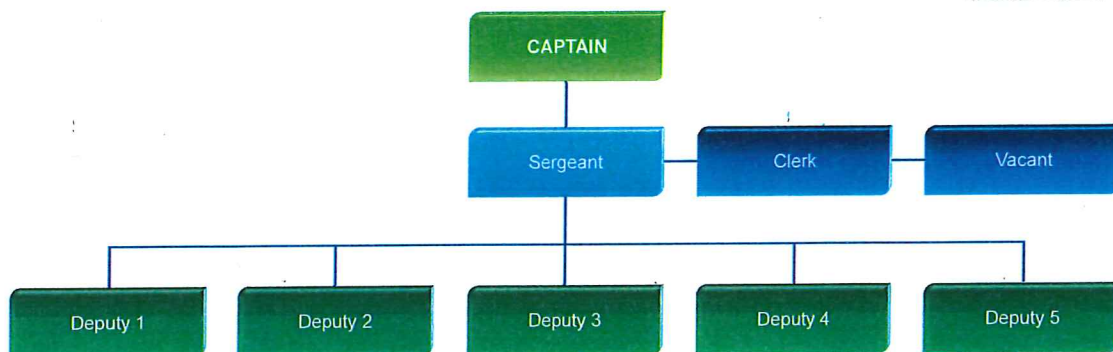 CAPTAIN
Sergeant
Clerk
Vacant
Deputy 1
Deputy 2
Deputy 3
Deputy 4
Deputy 5